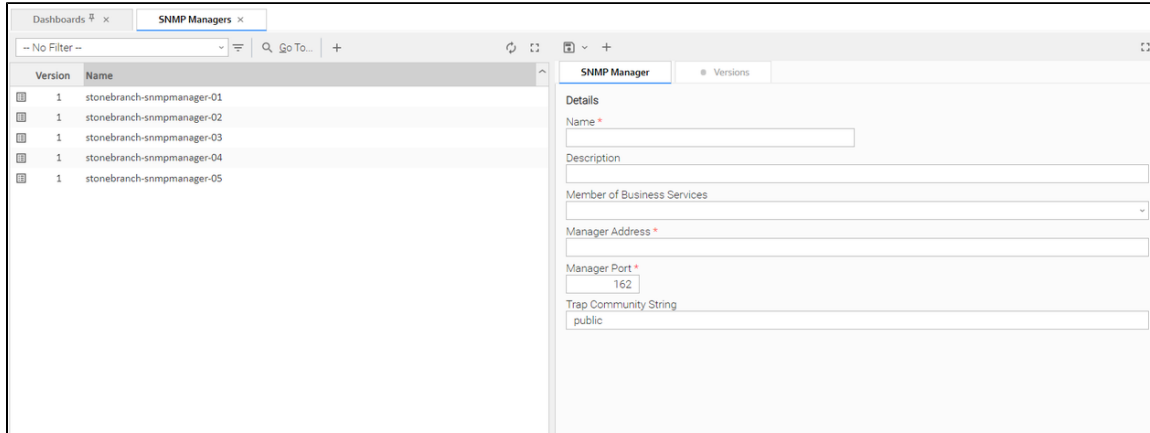 Dashboards
SNMP Managers
-- No Filter --
Go To...
Version Name
1 stonebranch-snmpmanager-01
1 stonebranch-snmpmanager-02
1 stonebranch-snmpmanager-03
1 stonebranch-snmpmanager-04
1 stonebranch-snmpmanager-05
SNMP Manager
Versions
Details
Name *
Description
Member of Business Services
Manager Address *
Manager Port *
162
Trap Community String
public